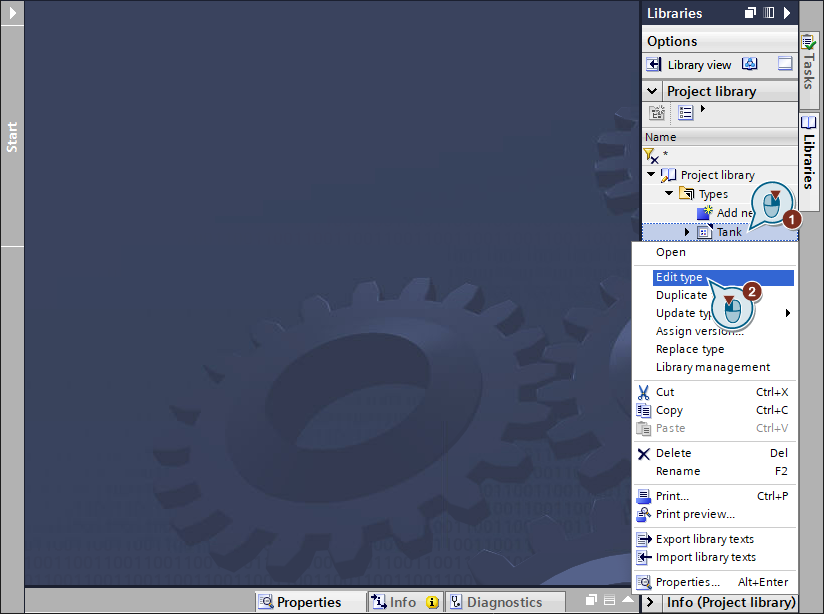 Libraries
Options
Library view
Project library
Name
*
Project library
Types
Add ne
Tank
1
Open
Edit type
2
Duplicate
Update typ
Assign version...
Replace type
Library management
Cut Ctrl+X
Copy Ctrl+C
Paste Ctrl+V
Delete Del
Rename F2
Print... Ctrl+P
Print preview...
Export library texts
Import library texts
Properties... Alt+Enter
Info (Project library)
Start
Tasks
Libraries
Properties
Info
Diagnostics